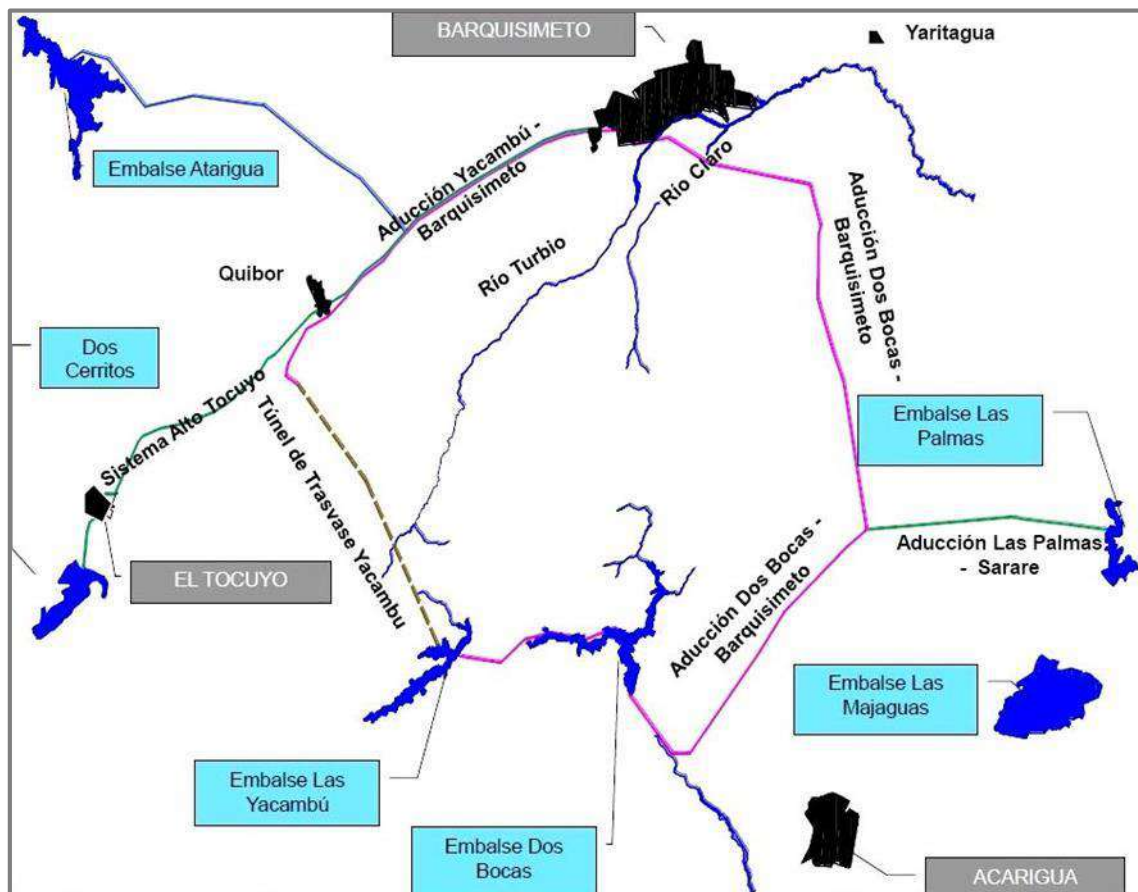 BARQUISIMETO
Yaritagua
Embalse Atarigua
Aducción Yacambú -
Barquisimeto
Río Claro
Río Turbio
Aducción Dos Bocas -
Barquisimeto
Quibor
Dos
Cerritos
Sistema Alto Tocuyo
Túnel de Trasvase Yacambu
Embalse Las
Palmas
Aducción Las Palmas
- Sarare
EL TOCUYO
Aducción Dos Bocas -
Barquisimeto
Embalse Las
Majaguas
Embalse Las
Yacambú
Embalse Dos
Bocas
ACARIGUA